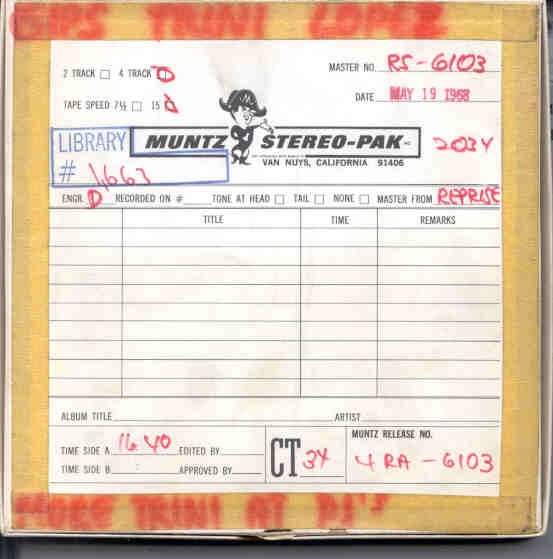 TRINI LOPEZ
2 TRACK 4 TRACK
MASTER NO. RS-6103
DATE MAY 19 1968
TAPE SPEED 7½ 15
LIBRARY
# 1663
MUNTZ STEREO-PAK INC
2034
VAN NUYS, CALIFORNIA 91406
ENGR. D RECORDED ON # TONE AT HEAD TAIL NONE MASTER FROM REPRISE
TITLE TIME REMARKS
ALBUM TITLE ARTIST
TIME SIDE A 16:40 EDITED BY
TIME SIDE B APPROVED BY
CT 34
MUNTZ RELEASE NO.
4 RA - 6103
MORE TRINI AT PJ'S